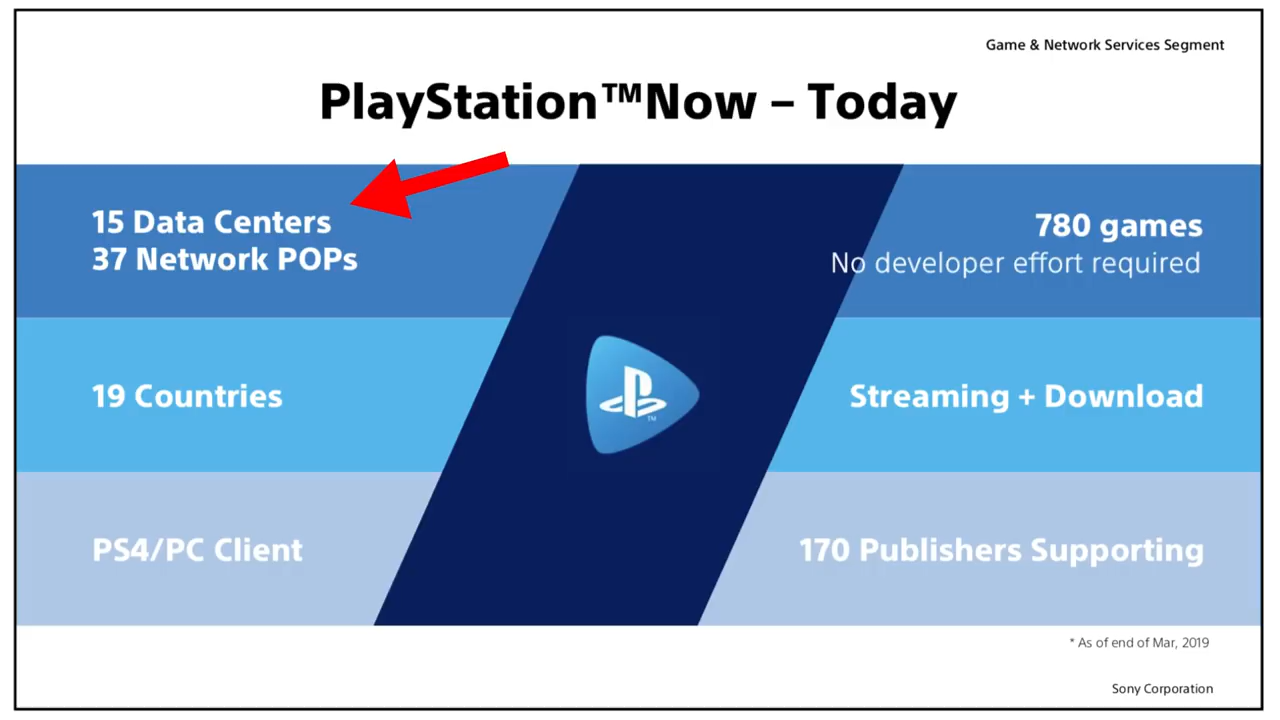 Game & Network Services Segment
PlayStation™Now – Today
15 Data Centers
37 Network POPs
780 games
No developer effort required
19 Countries
Streaming + Download
PS4/PC Client
170 Publishers Supporting
TM
* As of end of Mar, 2019
Sony Corporation